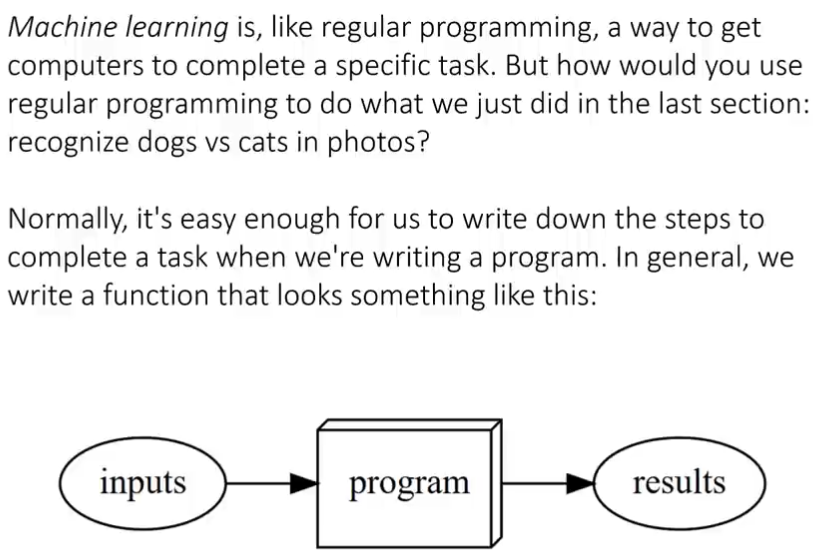 Machine learning is, like regular programming, a way to get
computers to complete a specific task. But how would you use
regular programming to do what we just did in the last section:
recognize dogs vs cats in photos?
Normally, it's easy enough for us to write down the steps to
complete a task when we're writing a program. In general, we
write a function that looks something like this:
inputs
program
results